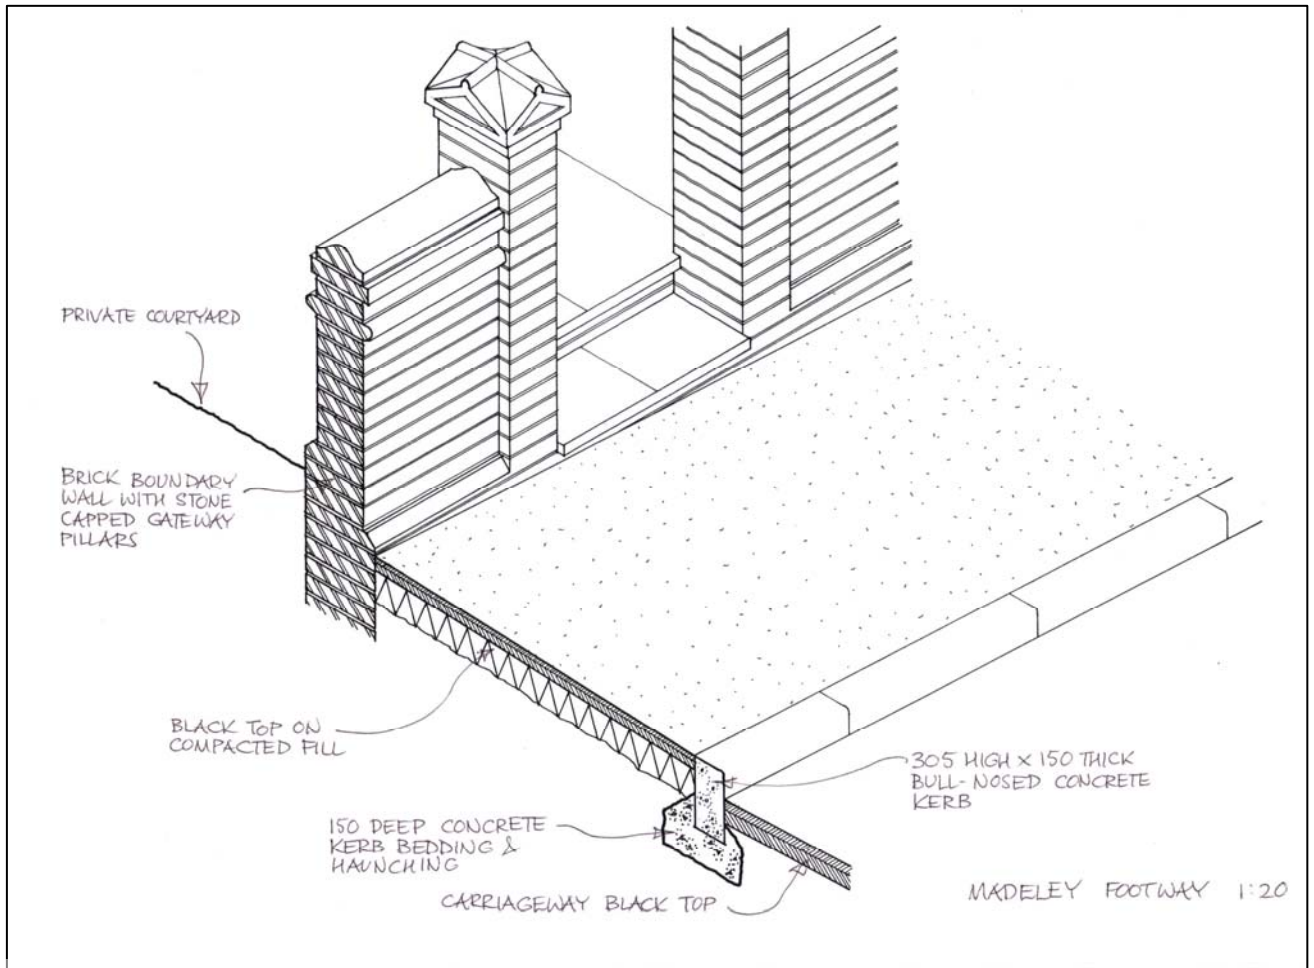 PRIVATE COURTYARD
BRICK BOUNDARY
WALL WITH STONE
CAPPED GATEWAY
PILLARS
BLACK TOP ON
COMPACTED FILL
305 HIGH × 150 THICK
BULL-NOSED CONCRETE
KERB
150 DEEP CONCRETE
KERB BEDDING &
HAUNCHING
CARRIAGEWAY BLACK TOP
MADELEY FOOTWAY 1:20